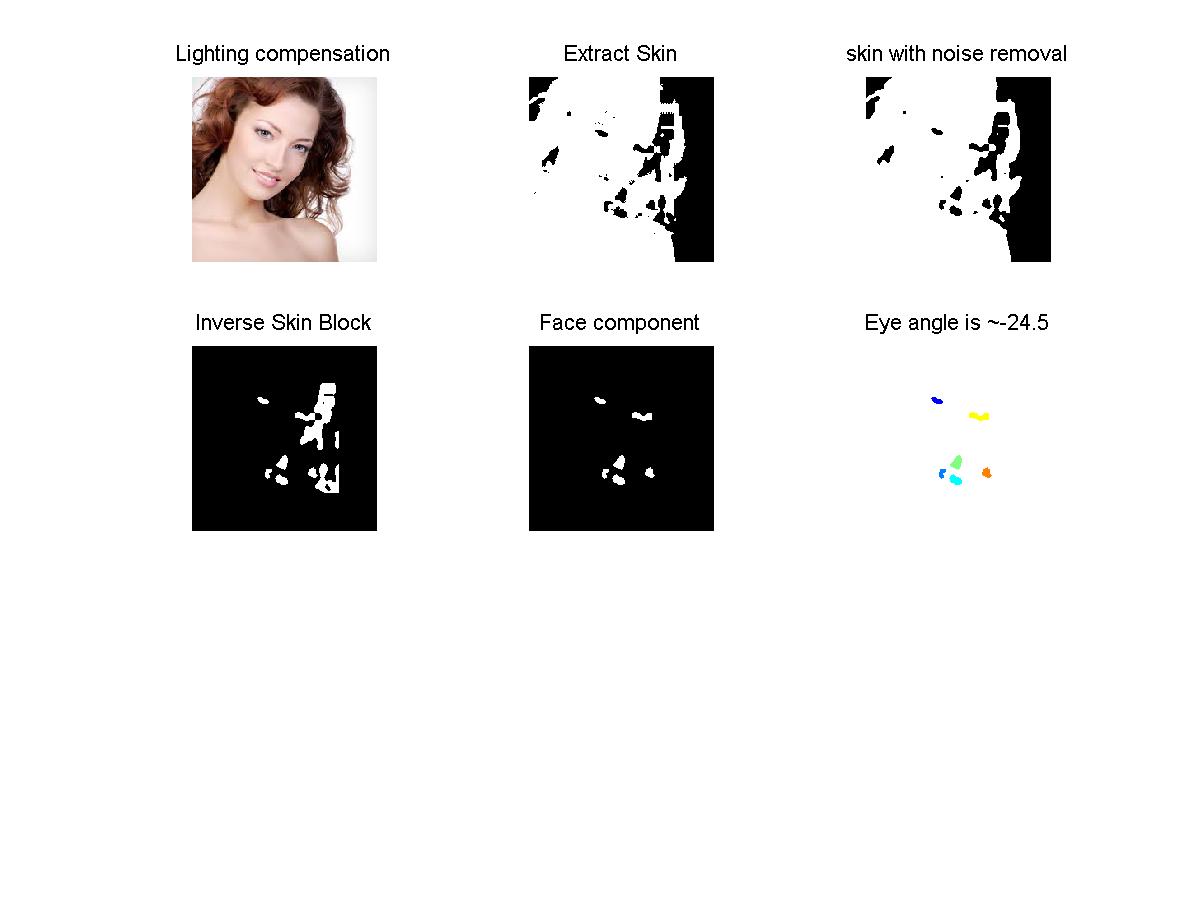 Lighting compensation
Extract Skin
skin with noise removal
Inverse Skin Block
Face component
Eye angle is ~-24.5